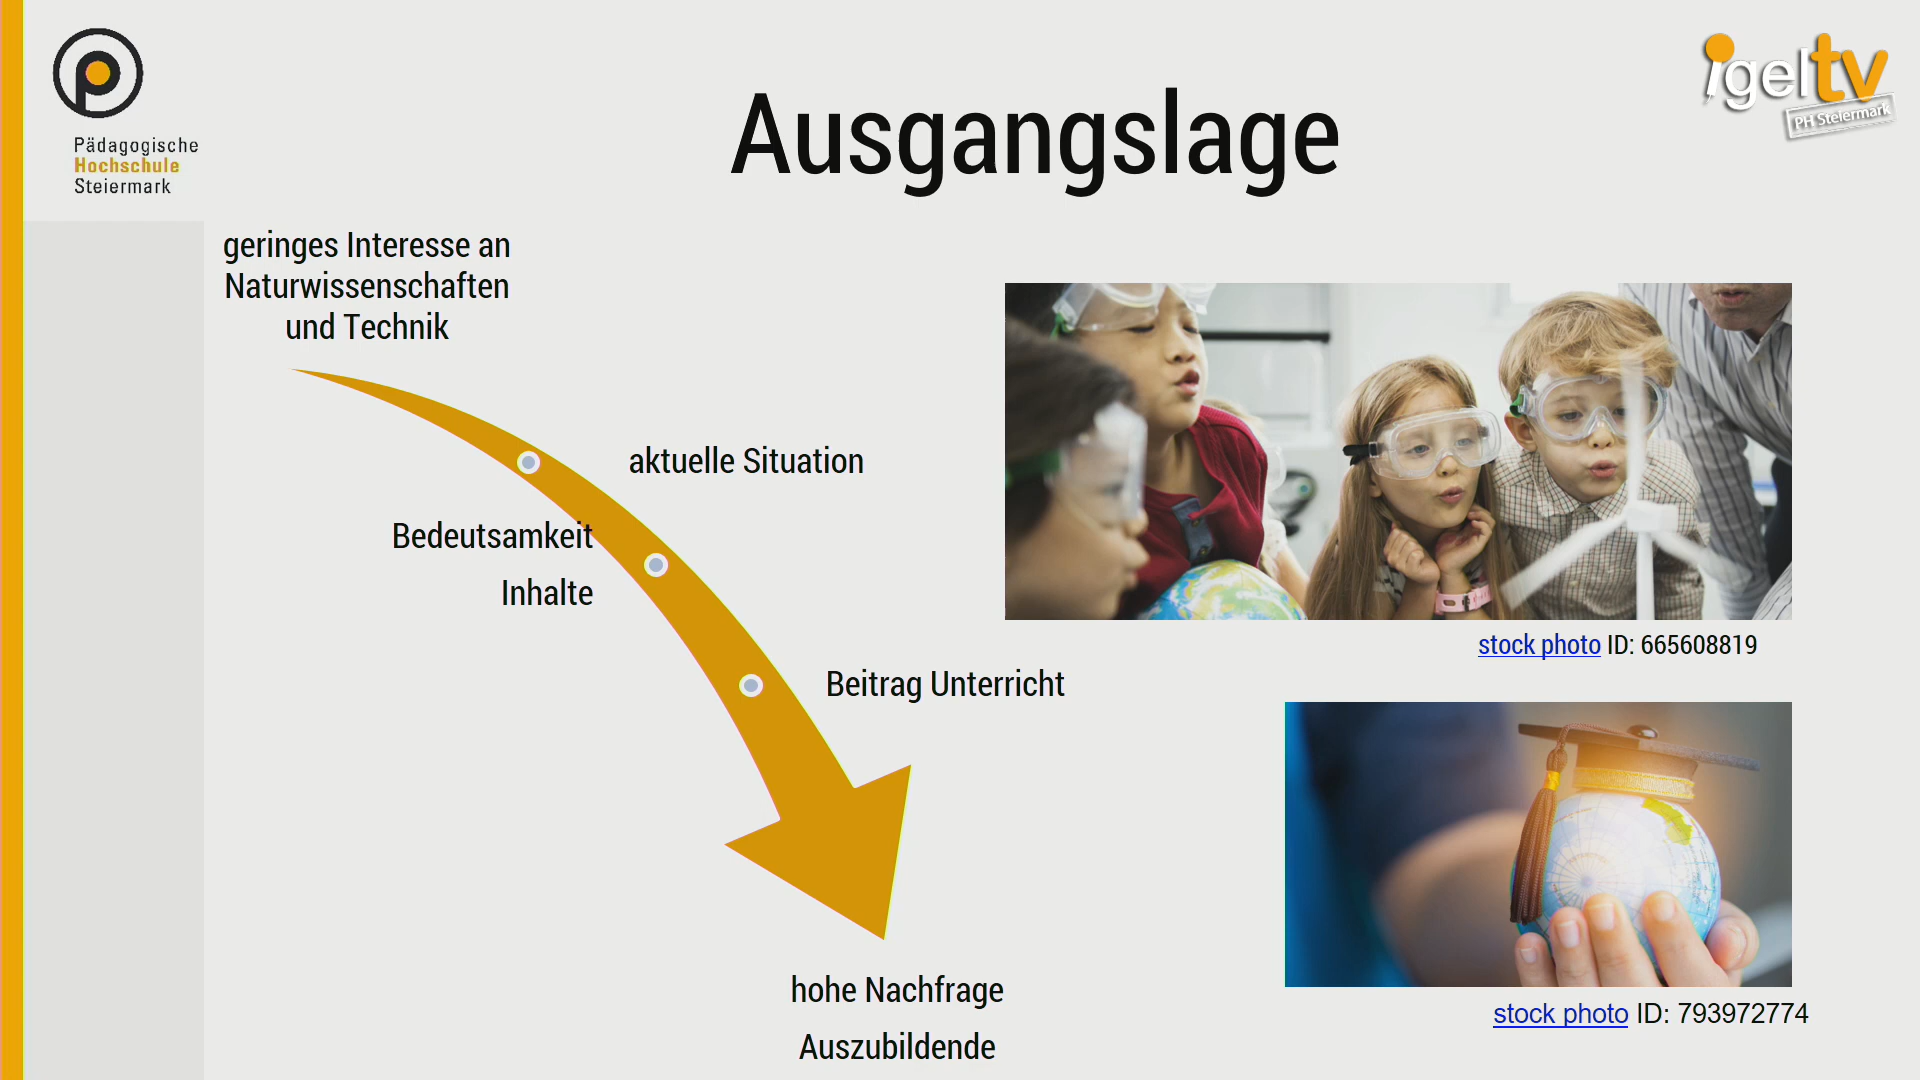 Pädagogische
Hochschule
Steiermark
igeltv
PH Steiermark
Ausgangslage
geringes Interesse an
Naturwissenschaften
und Technik
aktuelle Situation
Bedeutsamkeit
Inhalte
Beitrag Unterricht
hohe Nachfrage
Auszubildende
stock photo ID: 665608819
stock photo ID: 793972774